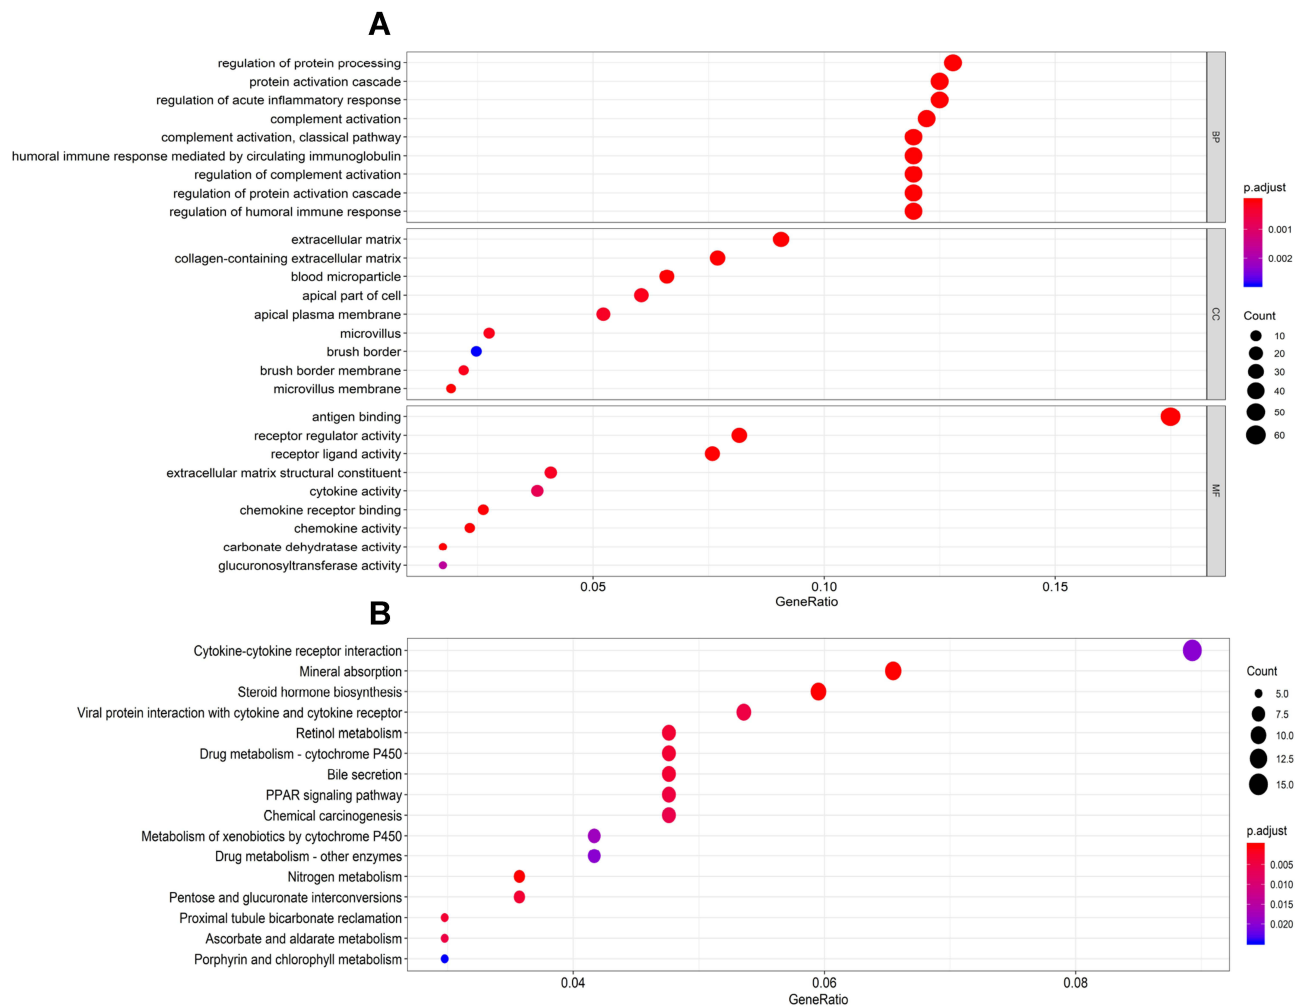 A
regulation of protein processing
protein activation cascade
regulation of acute inflammatory response
complement activation
complement activation, classical pathway
humoral immune response mediated by circulating immunoglobulin
regulation of complement activation
regulation of protein activation cascade
regulation of humoral immune response
BP
extracellular matrix
collagen-containing extracellular matrix
blood microparticle
apical part of cell
apical plasma membrane
microvillus
brush border
brush border membrane
microvillus membrane
CC
antigen binding
receptor regulator activity
receptor ligand activity
extracellular matrix structural constituent
cytokine activity
chemokine receptor binding
chemokine activity
carbonate dehydratase activity
glucuronosyltransferase activity
MF
0.05 0.10 0.15
GeneRatio
p.adjust
0.001
0.002
Count
10
20
30
40
50
60
B
Cytokine-cytokine receptor interaction
Mineral absorption
Steroid hormone biosynthesis
Viral protein interaction with cytokine and cytokine receptor
Retinol metabolism
Drug metabolism - cytochrome P450
Bile secretion
PPAR signaling pathway
Chemical carcinogenesis
Metabolism of xenobiotics by cytochrome P450
Drug metabolism - other enzymes
Nitrogen metabolism
Pentose and glucuronate interconversions
Proximal tubule bicarbonate reclamation
Ascorbate and aldarate metabolism
Porphyrin and chlorophyll metabolism
0.04 0.06 0.08
GeneRatio
Count
5.0
7.5
10.0
12.5
15.0
p.adjust
0.005
0.010
0.015
0.020